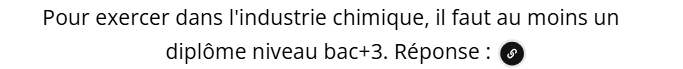 Pour exercer dans l'industrie chimique, il faut au moins un
diplôme niveau bac+3. Réponse :